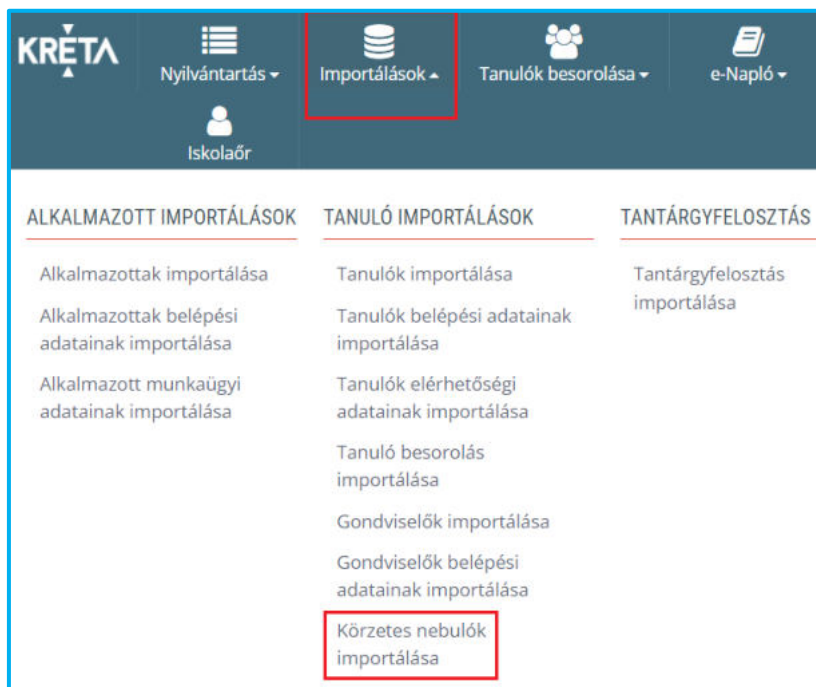 KRÉTA
Nyilvántartás
Importálások
Tanulók besorolása
e-Napló
Iskolaőr
ALKALMAZOTT IMPORTÁLÁSOK
Alkalmazottak importálása
Alkalmazottak belépési
adatainak importálása
Alkalmazott munkaügyi
adatainak importálása
TANULÓ IMPORTÁLÁSOK
Tanulók importálása
Tanulók belépési adatainak
importálása
Tanulók elérhetőségi
adatainak importálása
Tanuló besorolás
importálása
Gondviselők importálása
Gondviselők belépési
adatainak importálása
Körzetes nebulók
importálása
TANTÁRGYFELOSZTÁS
Tantárgyfelosztás
importálása